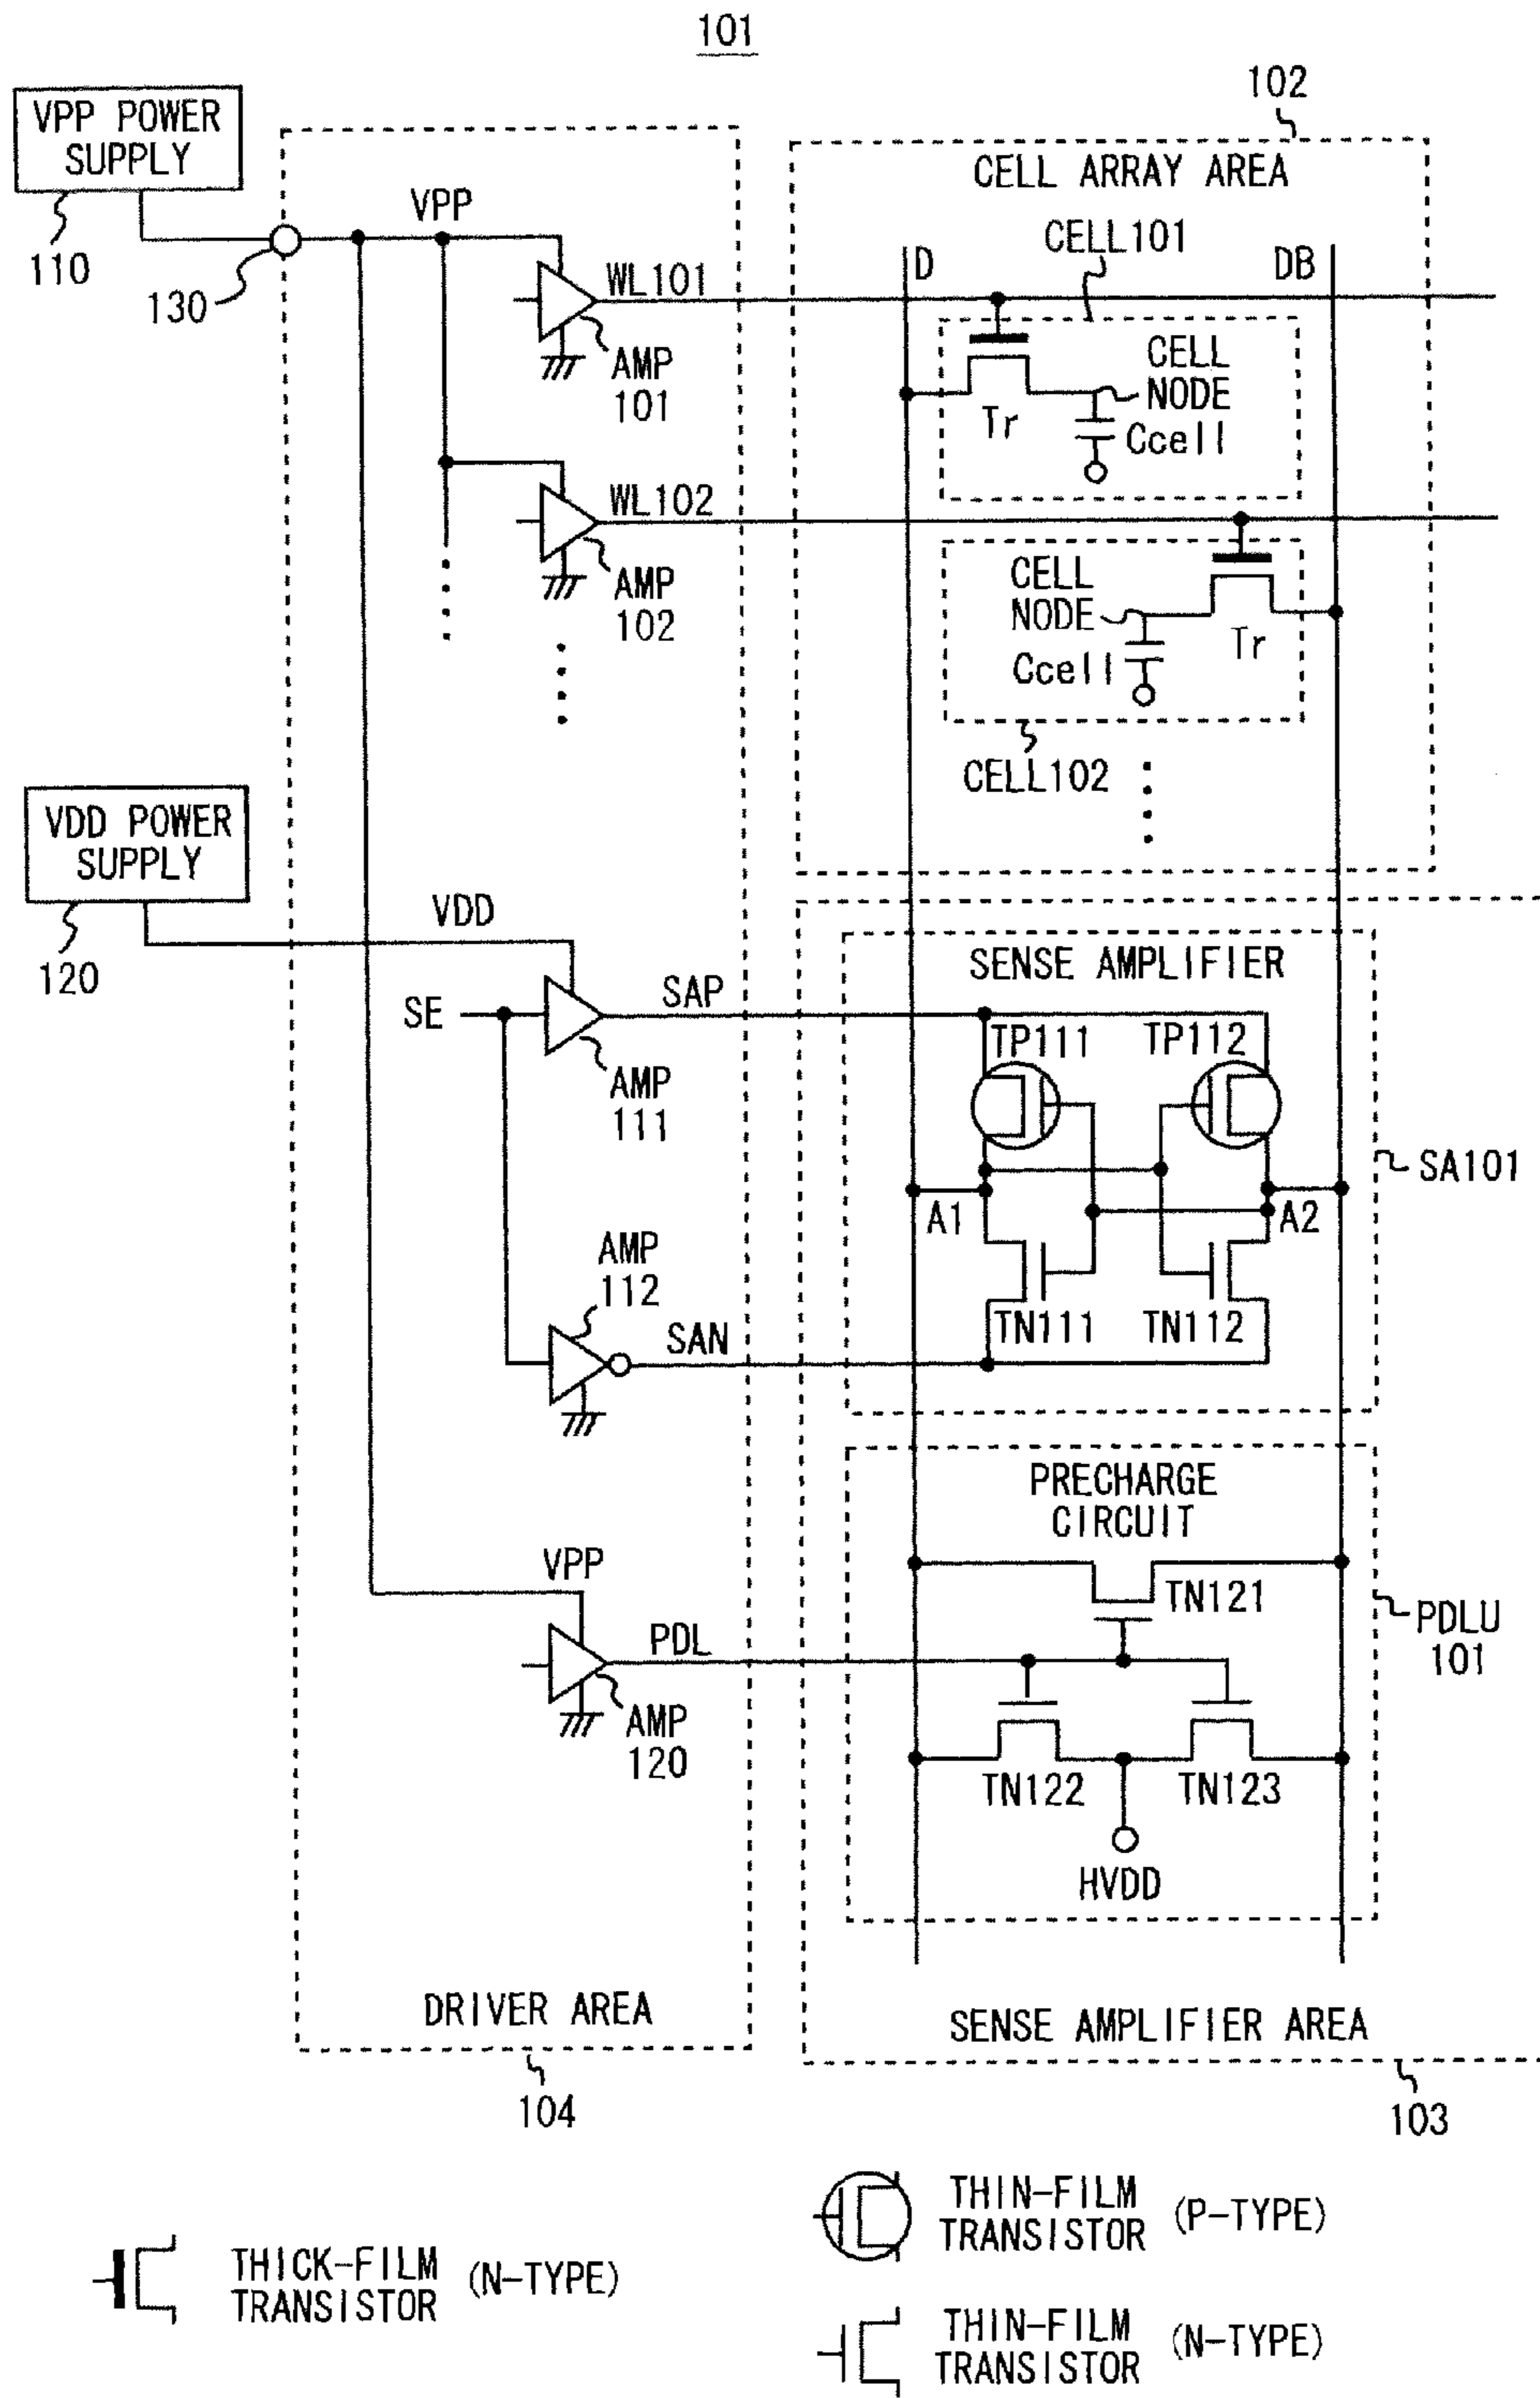 101
VPP POWER
SUPPLY
110
130
VPP
WL101
AMP
101
WL102
AMP
102
102
CELL ARRAY AREA
CELL101
D
DB
CELL
NODE
Tr
Ccell
CELL
NODE
Ccell
Tr
CELL102
VDD POWER
SUPPLY
120
VDD
SE
SAP
AMP
111
AMP
112
SAN
SENSE AMPLIFIER
TP111
TP112
A1
A2
TN111
TN112
SA101
VPP
PDL
AMP
120
PRECHARGE
CIRCUIT
TN121
TN122
TN123
HVDD
PDLU
101
DRIVER AREA
104
SENSE AMPLIFIER AREA
103
THICK-FILM
TRANSISTOR
(N-TYPE)
THIN-FILM
TRANSISTOR
(P-TYPE)
THIN-FILM
TRANSISTOR
(N-TYPE)